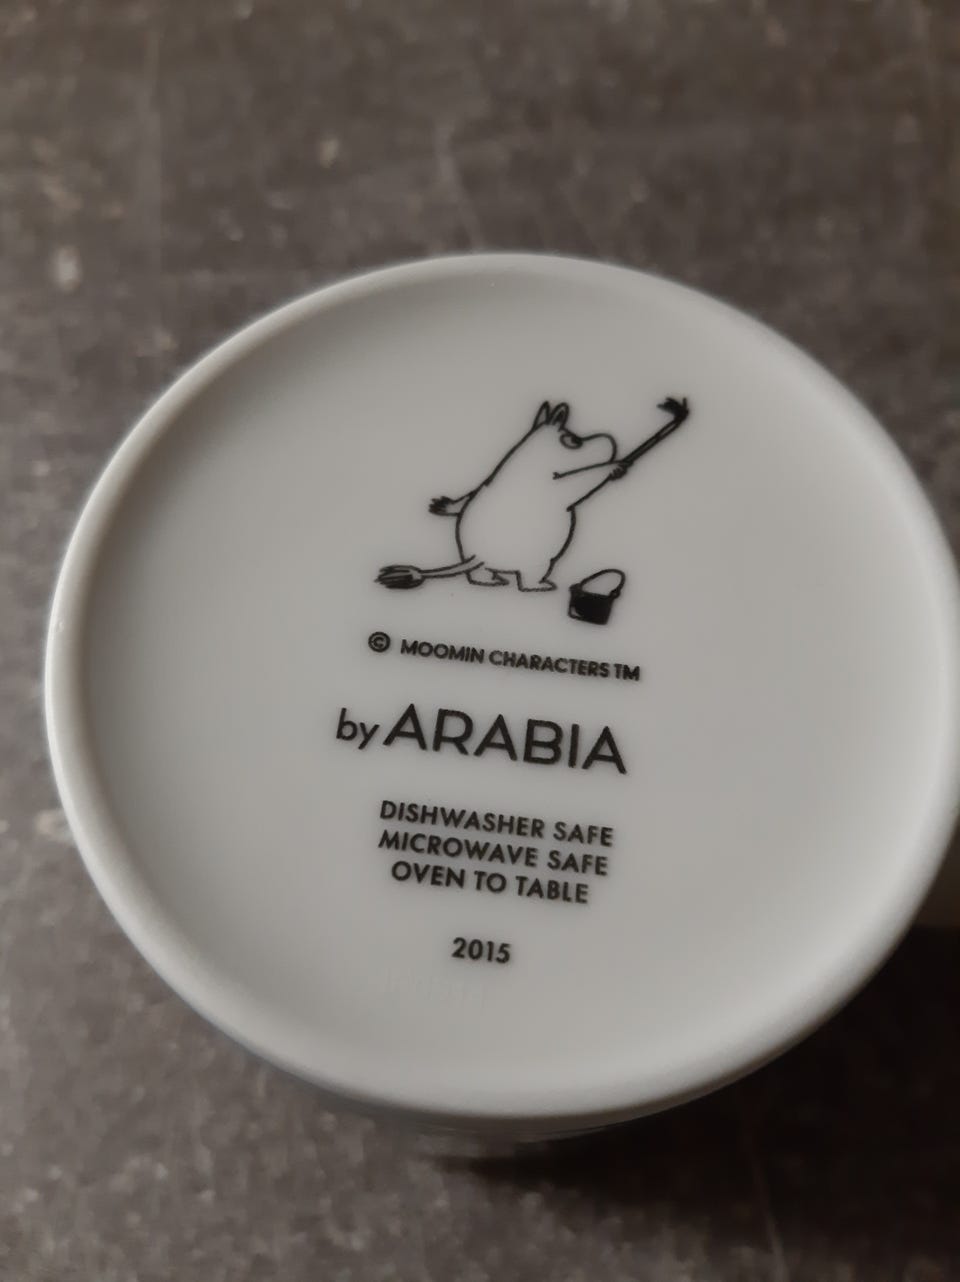 © MOOMIN CHARACTERS TM
by ARABIA
DISHWASHER SAFE
MICROWAVE SAFE
OVEN TO TABLE
2015